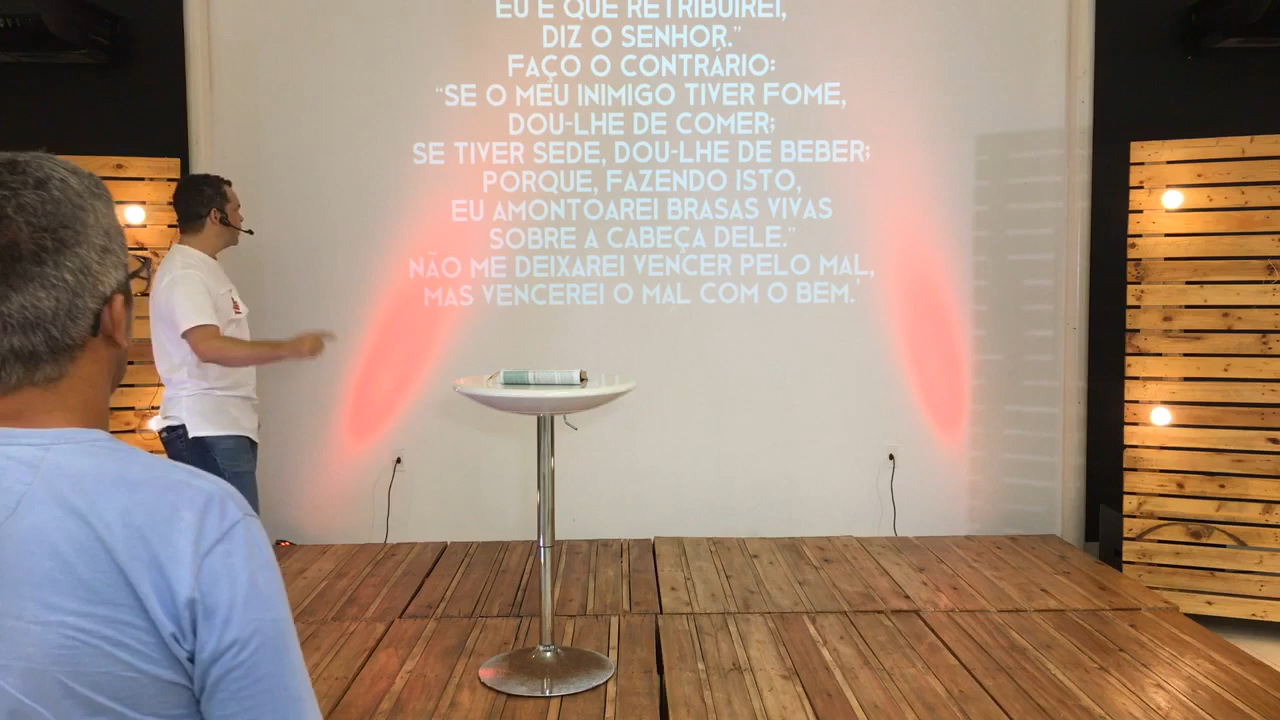 EU É QUE RETRIBUIREI,
DIZ O SENHOR."
FAÇO O CONTRÁRIO:
"SE O MEU INIMIGO TIVER FOME,
DOU-LHE DE COMER;
SE TIVER SEDE, DOU-LHE DE BEBER;
PORQUE, FAZENDO ISTO,
EU AMONTOAREI BRASAS VIVAS
SOBRE A CABEÇA DELE."
NÃO ME DEIXAREI VENCER PELO MAL,
MAS VENCEREI O MAL COM O BEM.'